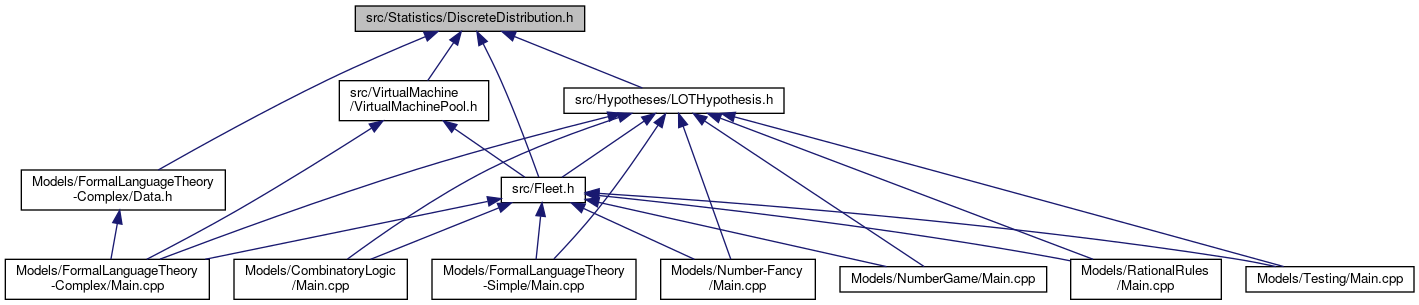 src/Statistics/DiscreteDistribution.h
src/VirtualMachine
/VirtualMachinePool.h
src/Hypotheses/LOTHypothesis.h
Models/FormalLanguageTheory
-Complex/Data.h
src/Fleet.h
Models/FormalLanguageTheory
-Complex/Main.cpp
Models/CombinatoryLogic
/Main.cpp
Models/FormalLanguageTheory
-Simple/Main.cpp
Models/Number-Fancy
/Main.cpp
Models/NumberGame/Main.cpp
Models/RationalRules
/Main.cpp
Models/Testing/Main.cpp